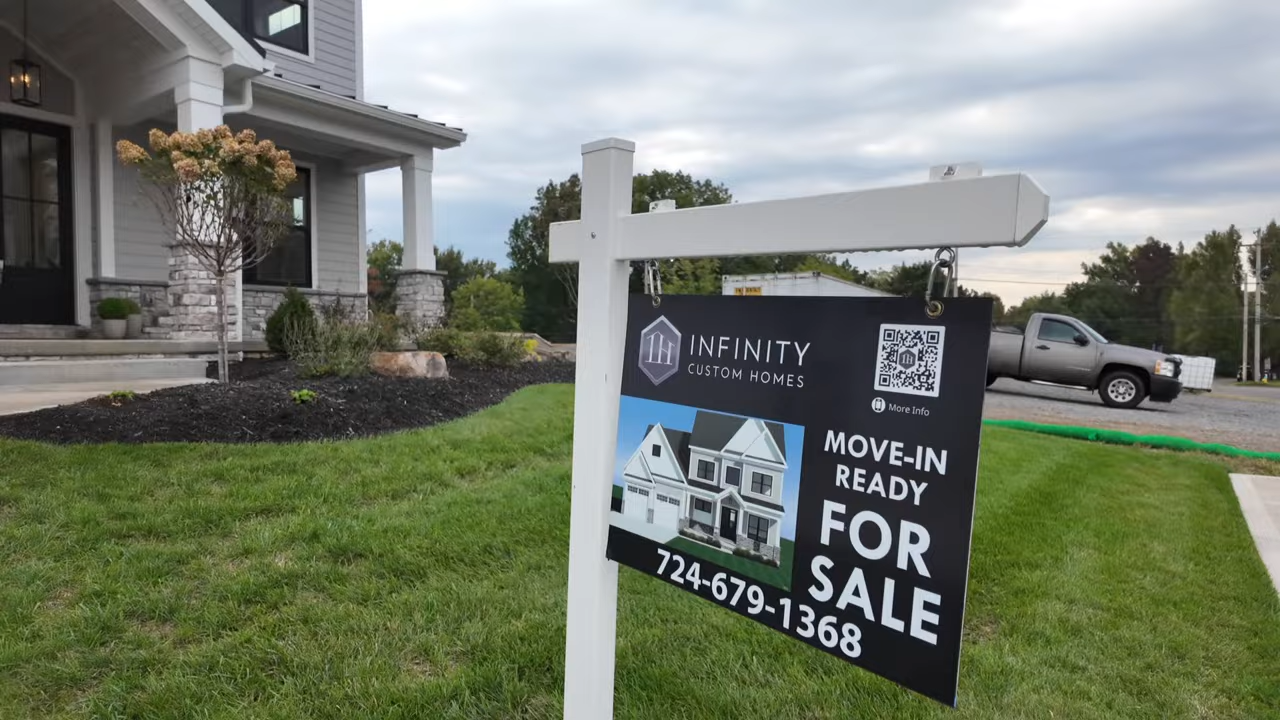 INFINITY
CUSTOM HOMES
More Info
MOVE-IN
READY
FOR
SALE
724-679-1368